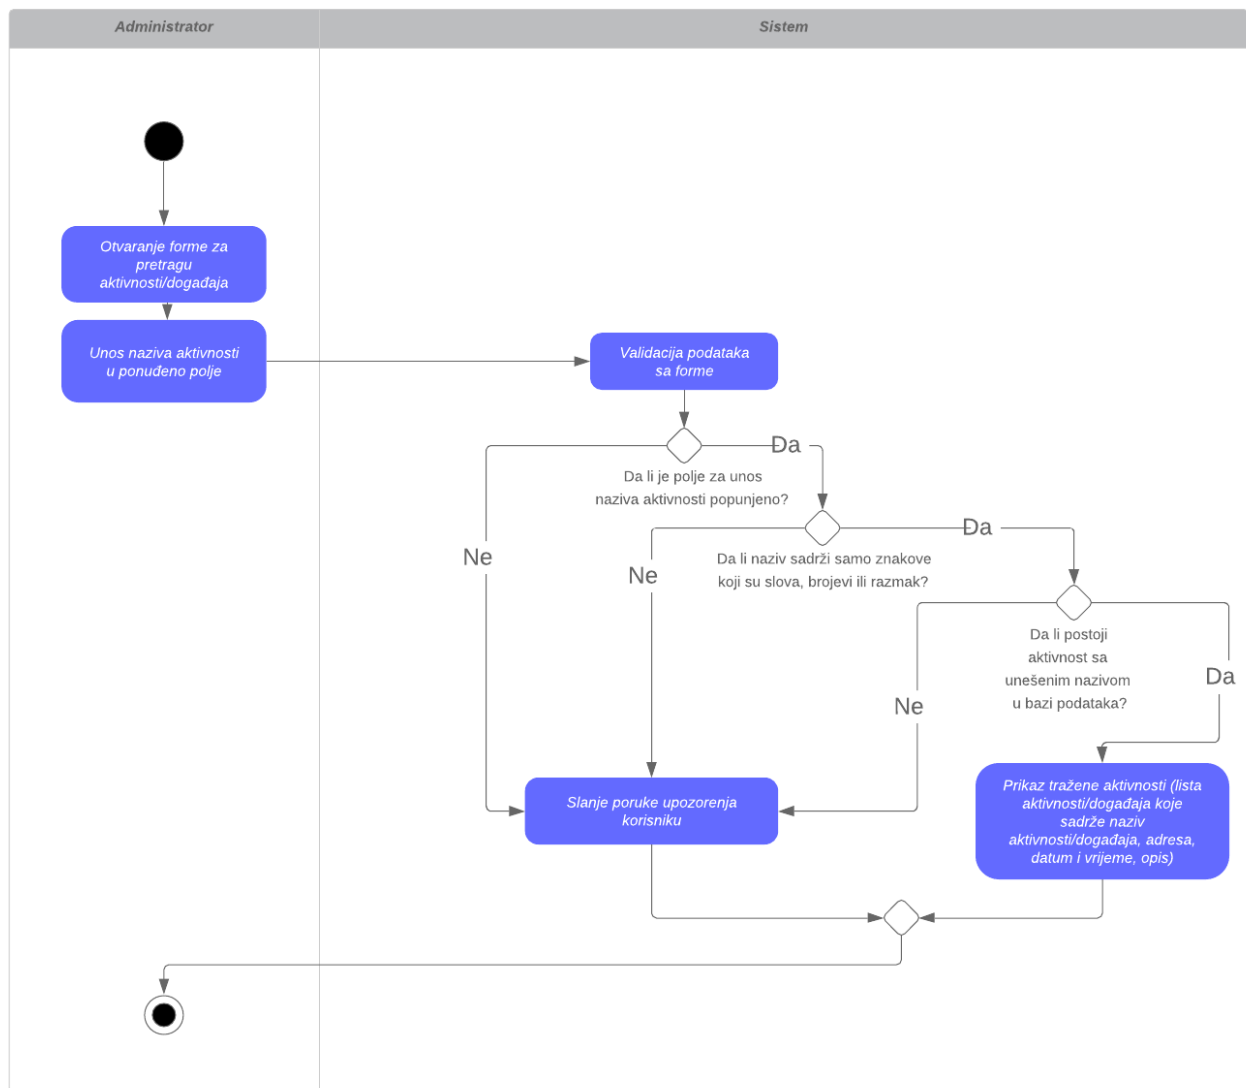 Administrator
Sistem
Otvaranje forme za
pretragu
aktivnosti/događaja
Unos naziva aktivnosti
u ponuđeno polje
Validacija podataka
sa forme
Da
Da li je polje za unos
naziva aktivnosti popunjeno?
Ne
Da
Da li naziv sadrži samo znakove
koji su slova, brojevi ili razmak?
Ne
Da li postoji
aktivnost sa
unešenim nazivom
u bazi podataka?
Da
Ne
Slanje poruke upozorenja
korisniku
Prikaz tražene aktivnosti (lista
aktivnosti/događaja koje
sadrže naziv
aktivnosti/događaja, adresa,
datum i vrijeme, opis)